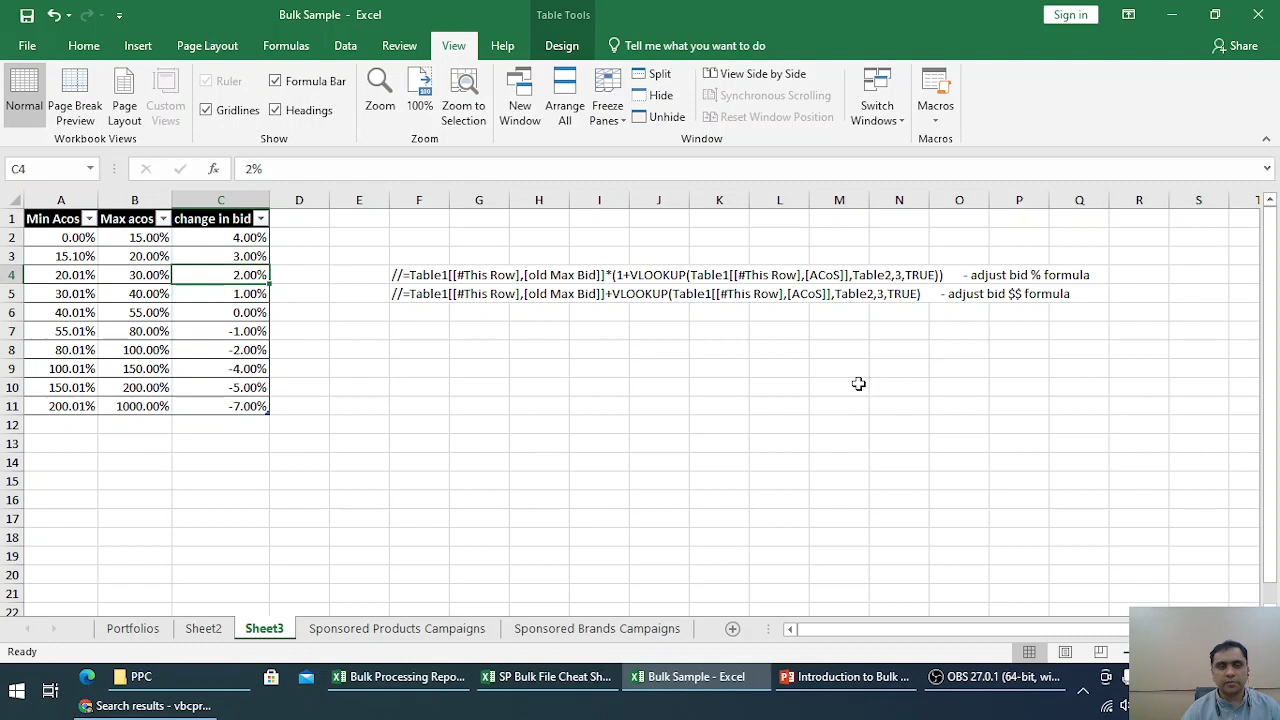 Bulk Sample - Excel
Table Tools
Sign in
File Home Page Layout Formulas Data Review View Help Design Tell me what you want to do Share
Normal
Page Break Preview
Page Layout
Custom Views
Workbook Views
Ruler Formula Bar
Gridlines Headings
Show
Zoom
100%
Zoom to Selection
Zoom
New Window
Arrange All
Freeze Panes
Split
Hide
Unhide
View Side by Side
Synchronous Scrolling
Reset Window Position
Window
Switch Windows
Macros
Macros
C4 fx 2%
A B C D E F G H I J K L M N O P Q R S T
1 Min Acos Max acos change in bid
2 0.00% 15.00% 4.00%
3 15.10% 20.00% 3.00%
4 20.01% 30.00% 2.00% //=Table1[[#This Row],[old Max Bid]]*(1+VLOOKUP(Table1[[#This Row],[ACoS]],Table2,3,TRUE)) - adjust bid % formula
5 30.01% 40.00% 1.00% //=Table1[[#This Row],[old Max Bid]]+VLOOKUP(Table1[[#This Row],[ACoS]],Table2,3,TRUE) - adjust bid $$ formula
6 40.01% 55.00% 0.00%
7 55.01% 80.00% -1.00%
8 80.01% 100.00% -2.00%
9 100.01% 150.00% -4.00%
10 150.01% 200.00% -5.00%
11 200.01% 1000.00% -7.00%
12
13
14
15
16
17
18
19
20
21
22
Portfolios Sheet2 Sheet3 Sponsored Products Campaigns Sponsored Brands Campaigns
Ready
PPC Bulk Processing Repo... SP Bulk File Cheat Sh... Bulk Sample - Excel Introduction to Bulk ... OBS 27.0.1 (64-bit, wi...
Search results - vbcpr...